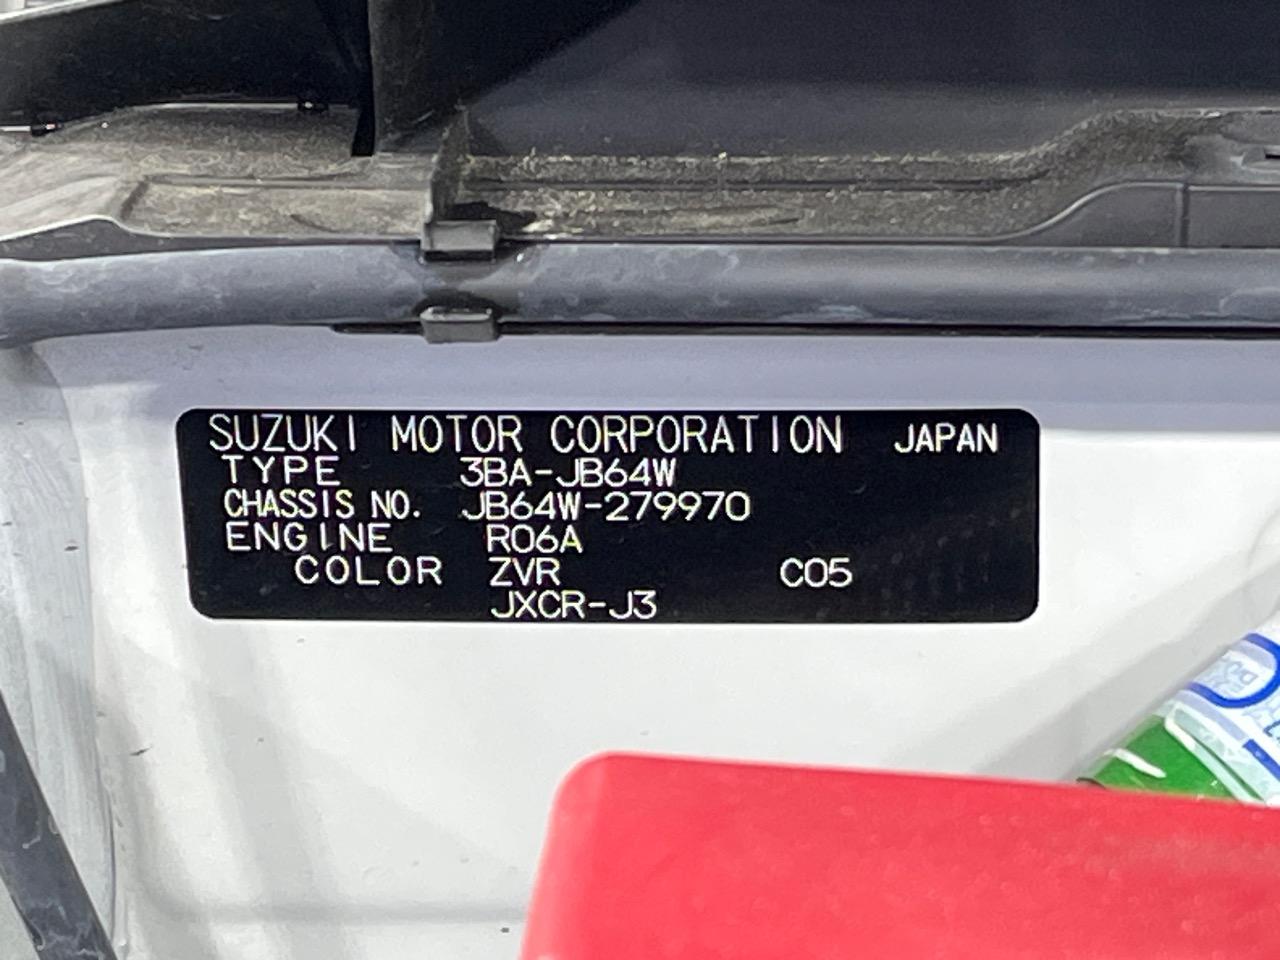 SUZUKI MOTOR CORPORATION JAPAN
TYPE 3BA-JB64W
CHASSIS NO. JB64W-279970
ENGINE R06A
COLOR ZVR C05
JXCR-J3